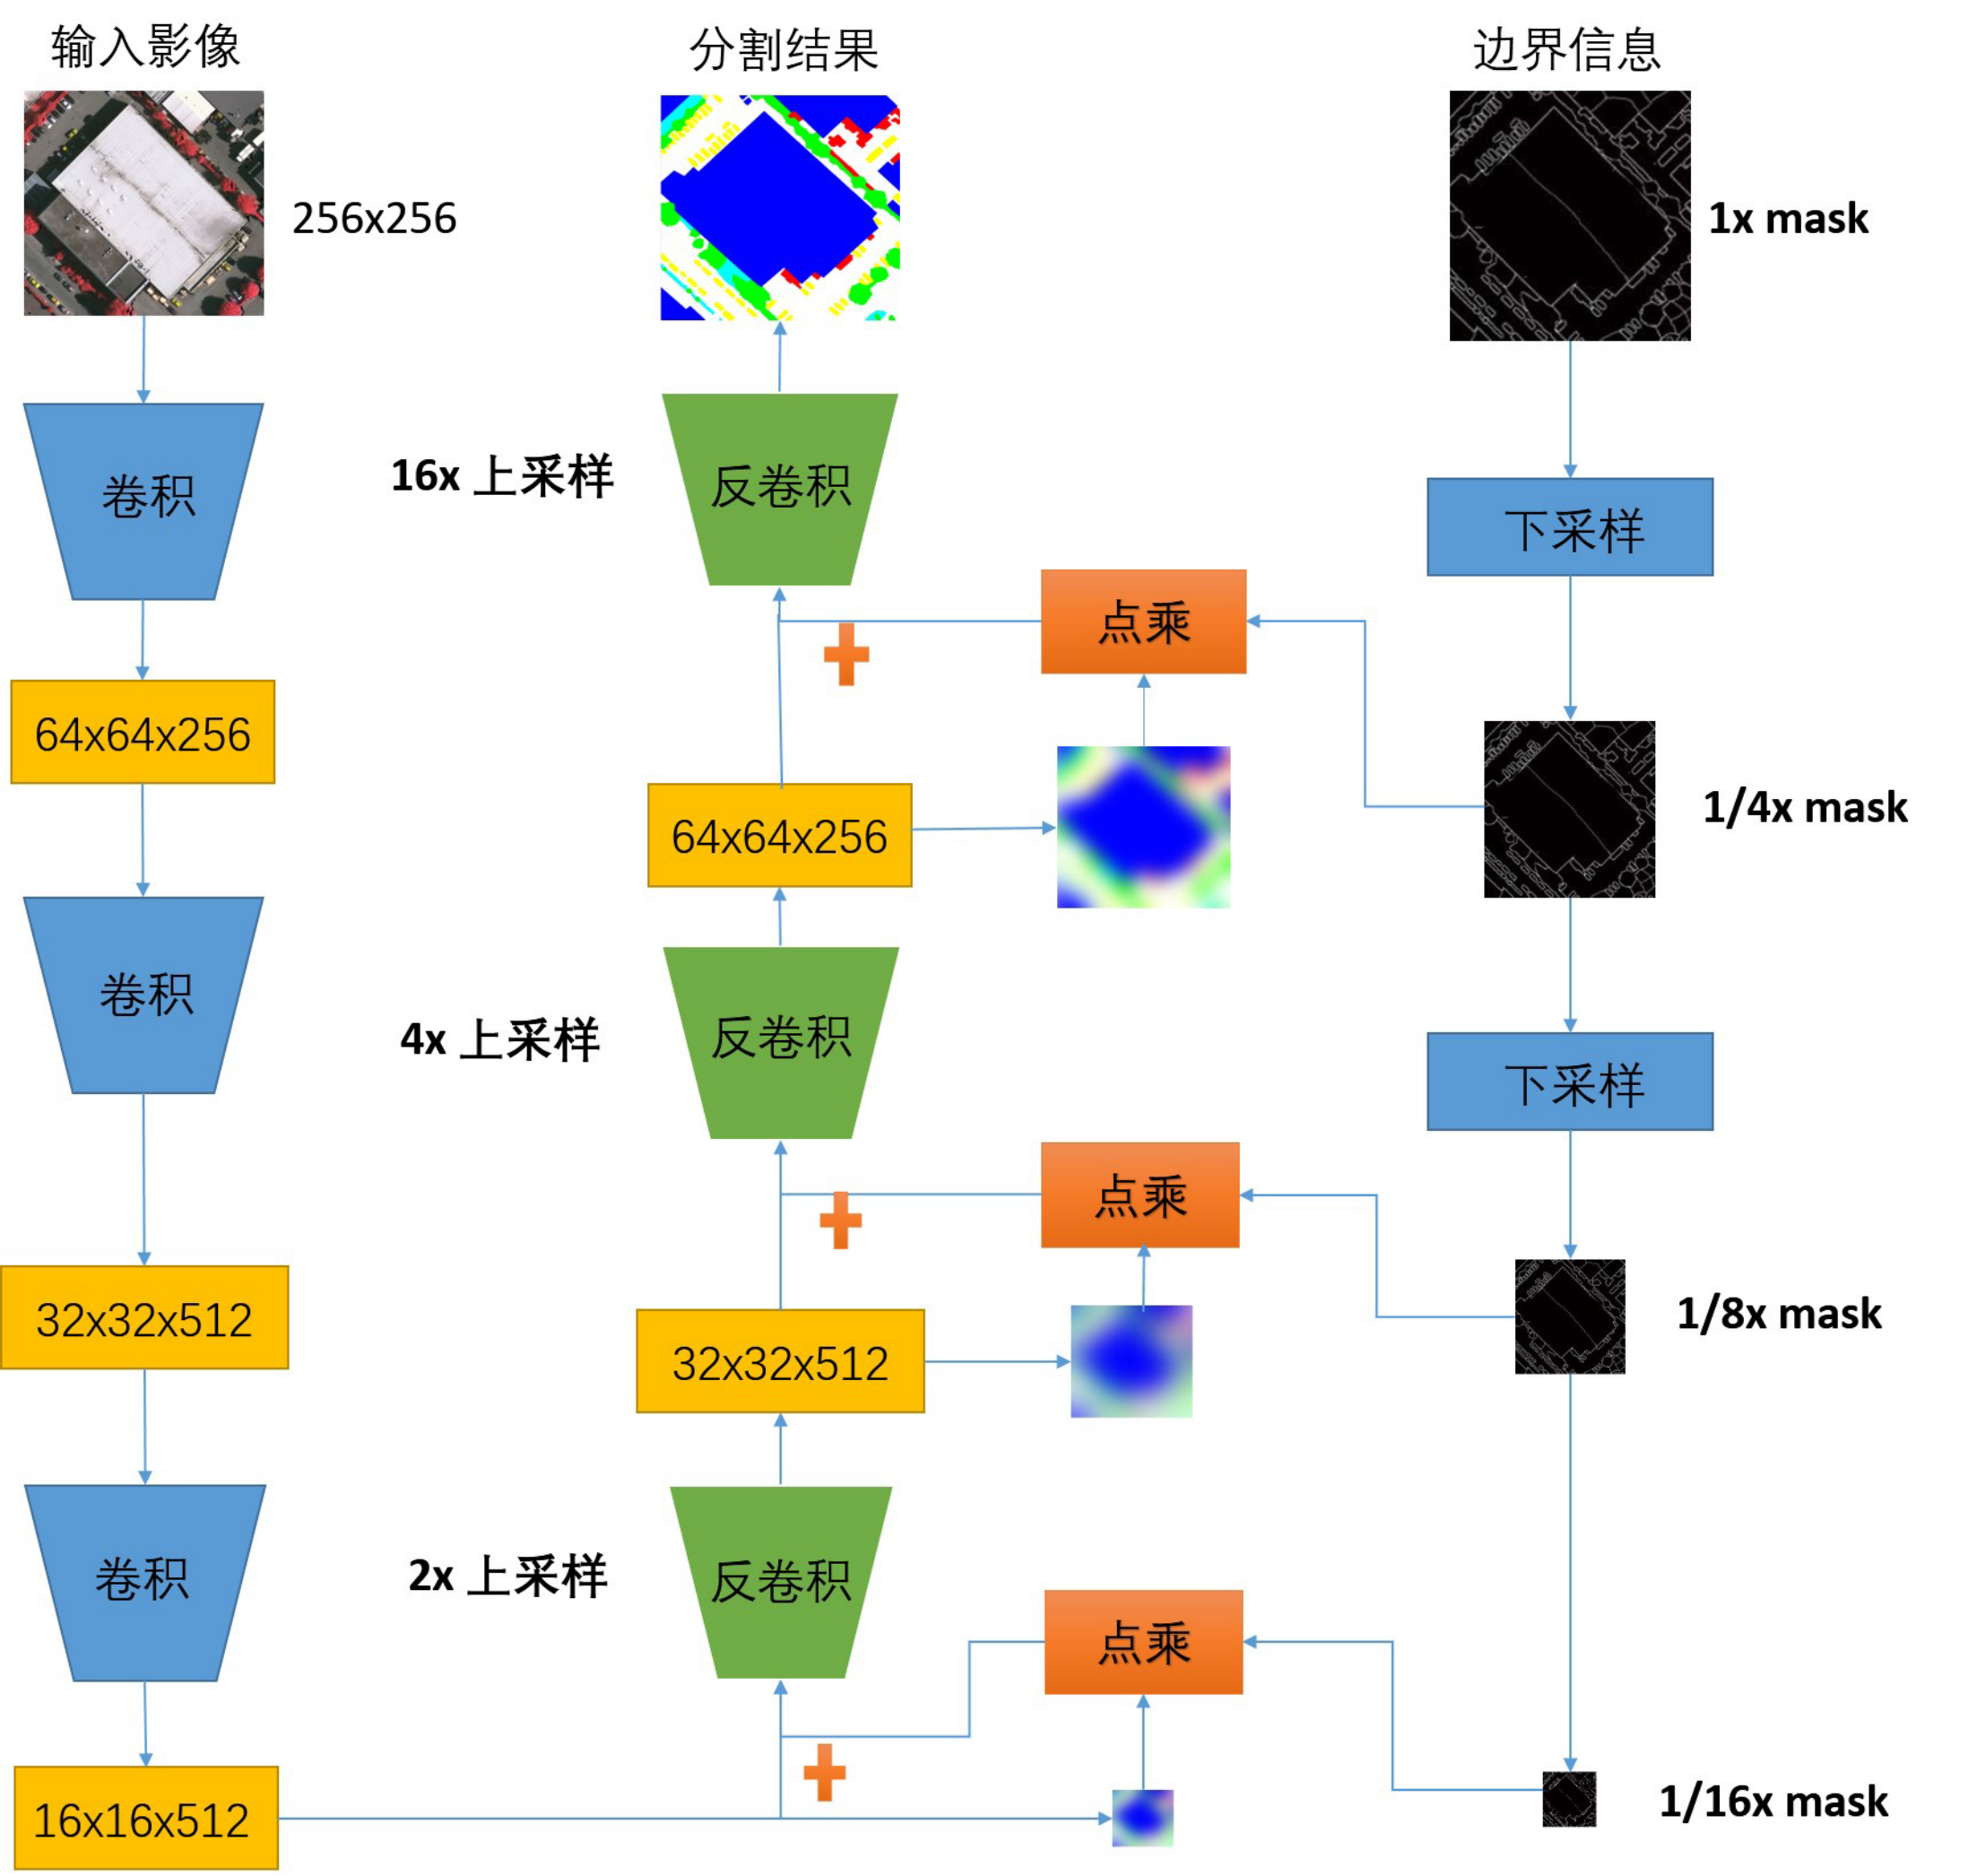 输入影像
分割结果
边界信息
256x256
1x mask
卷积
16x 上采样
反卷积
下采样
点乘
64x64x256
1/4x mask
64x64x256
卷积
4x 上采样
反卷积
下采样
点乘
32x32x512
1/8x mask
32x32x512
卷积
2x 上采样
反卷积
点乘
16x16x512
1/16x mask